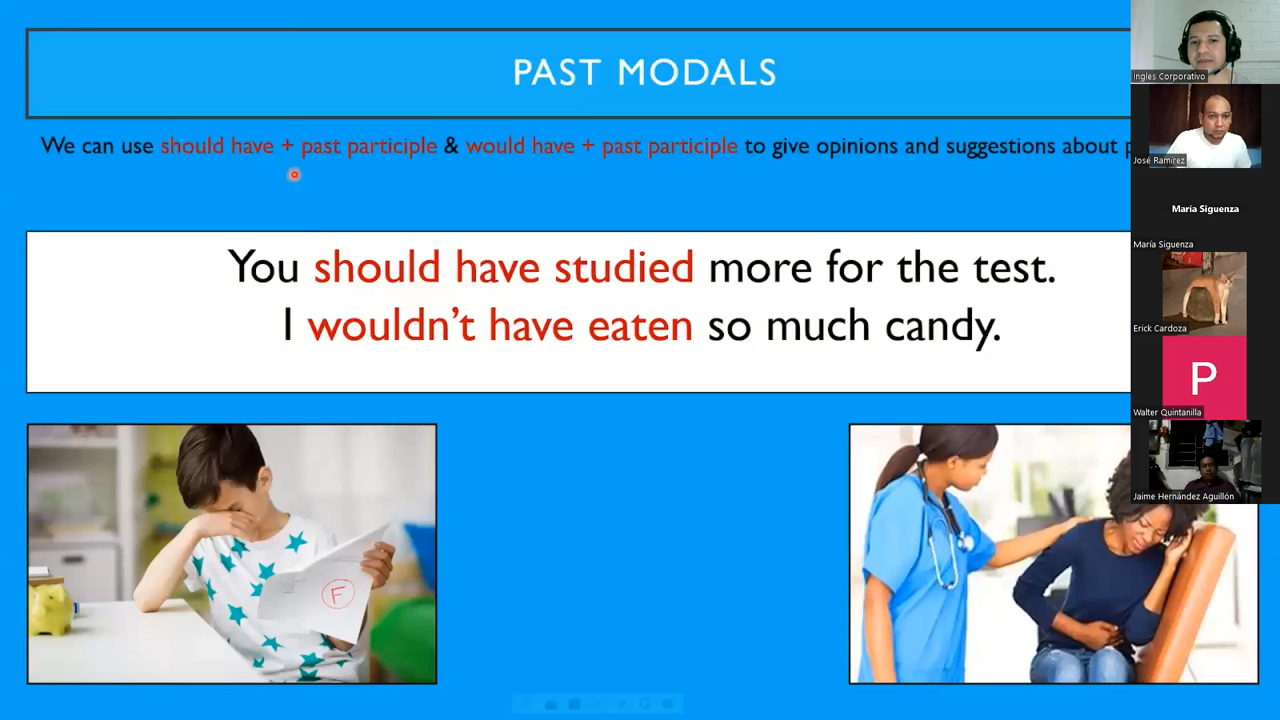 PAST MODALS
We can use should have + past participle & would have + past participle to give opinions and suggestions about
You should have studied more for the test.
I wouldn't have eaten so much candy.
F
Ingles Corporativo
José Ramirez
María Siguenza
María Siguenza
Erick Cardoza
P
Walter Quintanilla
Jaime Hernández Aguillón